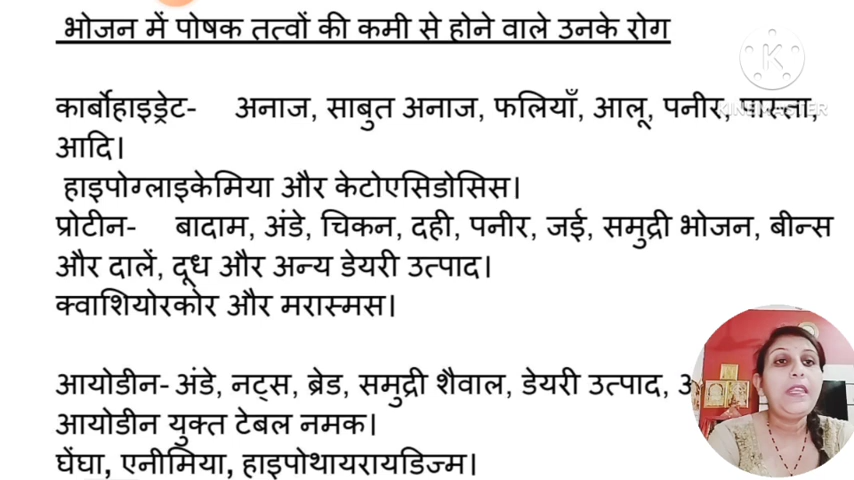 भोजन में पोषक तत्वों की कमी से होने वाले उनके रोग
KINEMASTER
कार्बोहाइड्रेट- अनाज, साबुत अनाज, फलियाँ, आलू, पनीर, पास्ता,
आदि।
हाइपोग्लाइकेमिया और केटोएसिडोसिस।
प्रोटीन- बादाम, अंडे, चिकन, दही, पनीर, जई, समुद्री भोजन, बीन्स
और दालें, दूध और अन्य डेयरी उत्पाद।
क्वाशियोरकोर और मरास्मस।
आयोडीन- अंडे, नट्स, ब्रेड, समुद्री शैवाल, डेयरी उत्पाद,
आयोडीन युक्त टेबल नमक।
घेंघा, एनीमिया, हाइपोथायरायडिज्म।